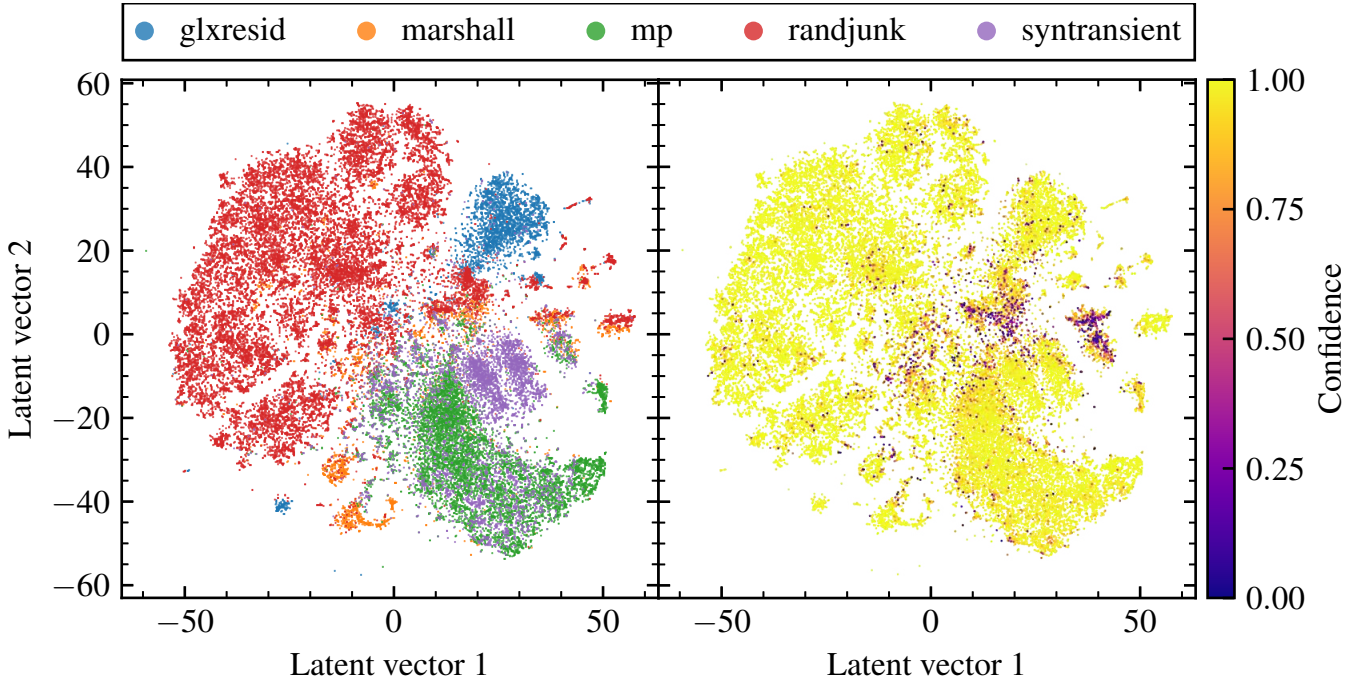 glxresid marshall mp randjunk syntransient
60
40
20
0
−20
−40
−60
Latent vector 2
−50 0 50
Latent vector 1
−50 0 50
Latent vector 1
1.00
0.75
0.50
0.25
0.00
Confidence